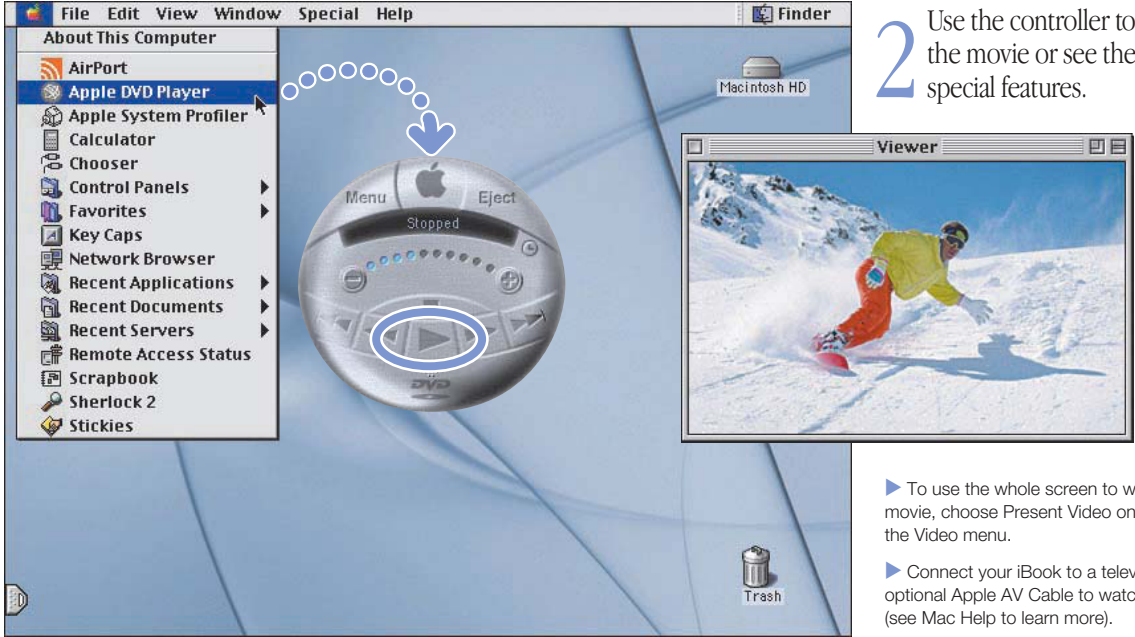 File Edit View Window Special Help
Finder
About This Computer
AirPort
Apple DVD Player
Apple System Profiler
Calculator
Chooser
Control Panels
Favorites
Key Caps
Network Browser
Recent Applications
Recent Documents
Recent Servers
Remote Access Status
Scrapbook
Sherlock 2
Stickies
Menu
Eject
Stopped
DVD
Macintosh HD
Trash
2
Use the controller to
the movie or see the
special features.
Viewer
To use the whole screen to w
movie, choose Present Video on
the Video menu.
Connect your iBook to a telev
optional Apple AV Cable to watc
(see Mac Help to learn more).